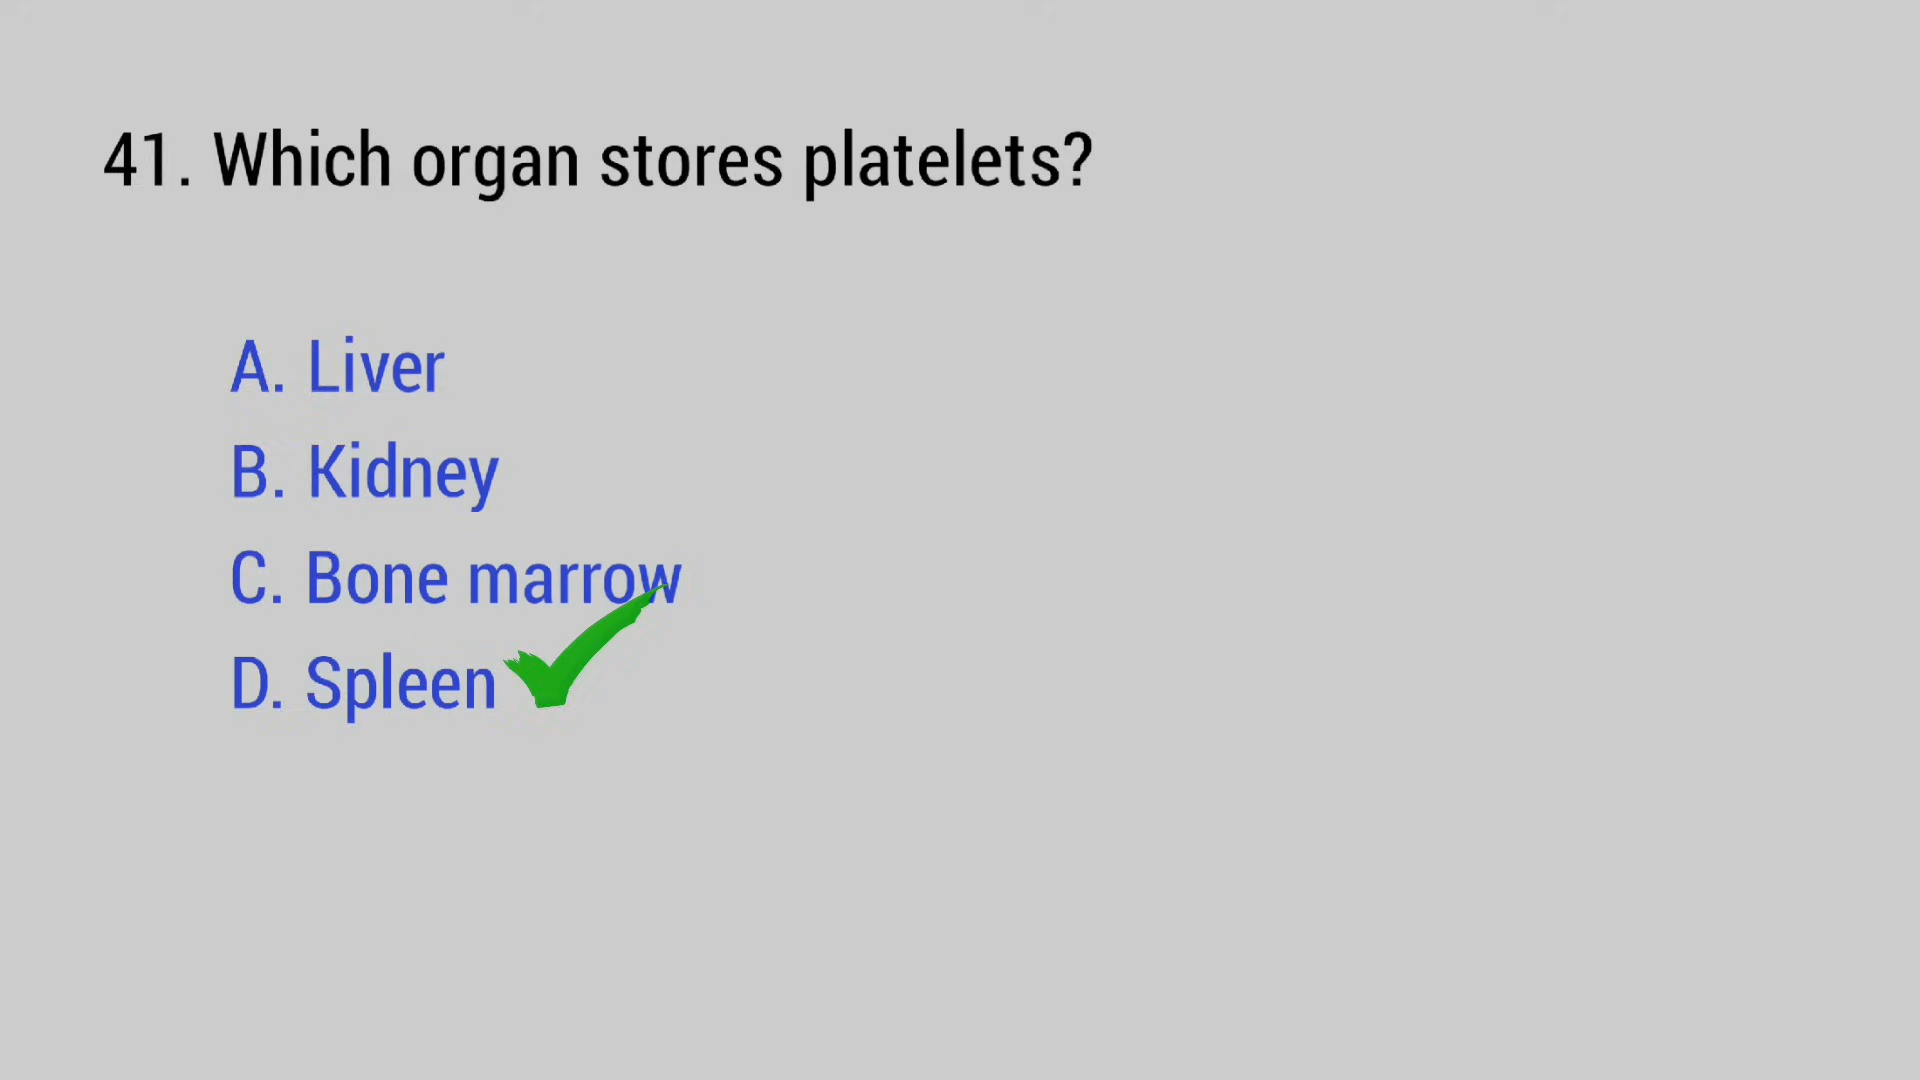 41. Which organ stores platelets?
A. Liver
B. Kidney
C. Bone marrow
D. Spleen